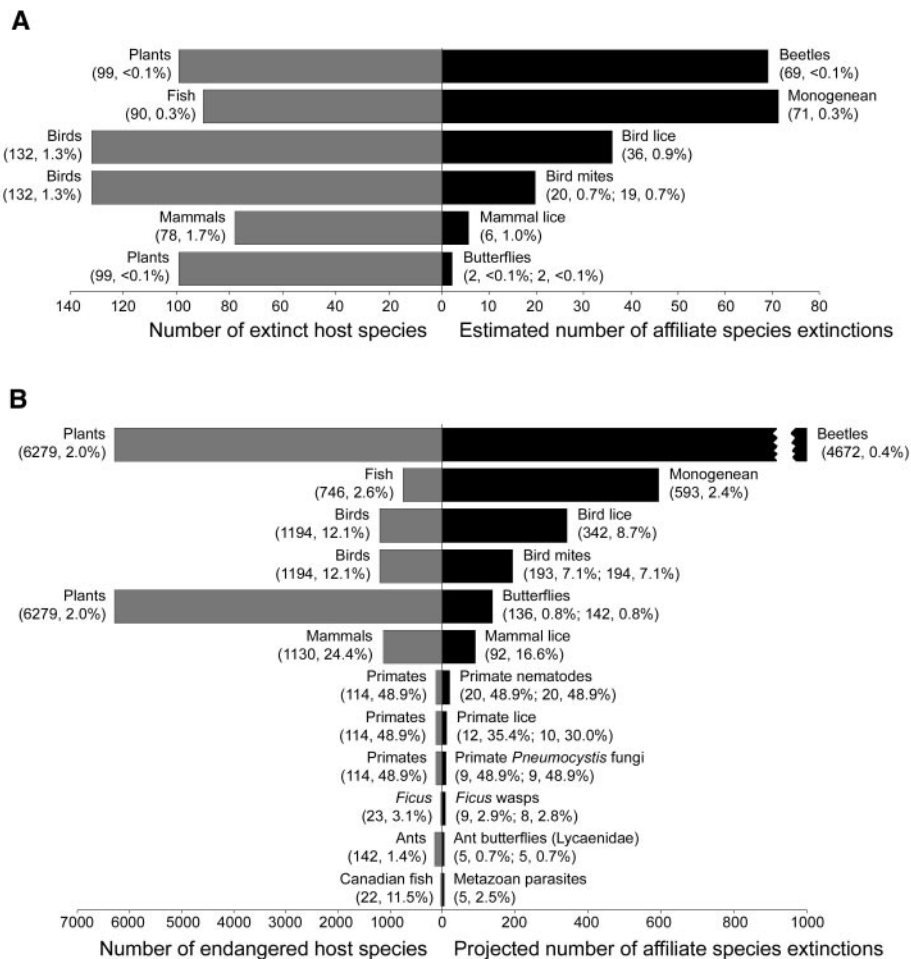 A
Plants
(99, <0.1%)
Beetles
(69, <0.1%)
Fish
(90, 0.3%)
Monogenean
(71, 0.3%)
Birds
(132, 1.3%)
Bird lice
(36, 0.9%)
Birds
(132, 1.3%)
Bird mites
(20, 0.7%; 19, 0.7%)
Mammals
(78, 1.7%)
Mammal lice
(6, 1.0%)
Plants
(99, <0.1%)
Butterflies
(2, <0.1%; 2, <0.1%)
140 120 100 80 60 40 20 0 10 20 30 40 50 60 70 80
Number of extinct host species
Estimated number of affiliate species extinctions
B
Plants
(6279, 2.0%)
Beetles
(4672, 0.4%)
Fish
(746, 2.6%)
Monogenean
(593, 2.4%)
Birds
(1194, 12.1%)
Bird lice
(342, 8.7%)
Birds
(1194, 12.1%)
Bird mites
(193, 7.1%; 194, 7.1%)
Plants
(6279, 2.0%)
Butterflies
(136, 0.8%; 142, 0.8%)
Mammals
(1130, 24.4%)
Mammal lice
(92, 16.6%)
Primates
(114, 48.9%)
Primate nematodes
(20, 48.9%; 20, 48.9%)
Primates
(114, 48.9%)
Primate lice
(12, 35.4%; 10, 30.0%)
Primates
(114, 48.9%)
Primate Pneumocystis fungi
(9, 48.9%; 9, 48.9%)
Ficus
(23, 3.1%)
Ficus wasps
(9, 2.9%; 8, 2.8%)
Ants
(142, 1.4%)
Ant butterflies (Lycaenidae)
(5, 0.7%; 5, 0.7%)
Canadian fish
(22, 11.5%)
Metazoan parasites
(5, 2.5%)
7000 6000 5000 4000 3000 2000 1000 0 200 400 600 800 1000
Number of endangered host species
Projected number of affiliate species extinctions